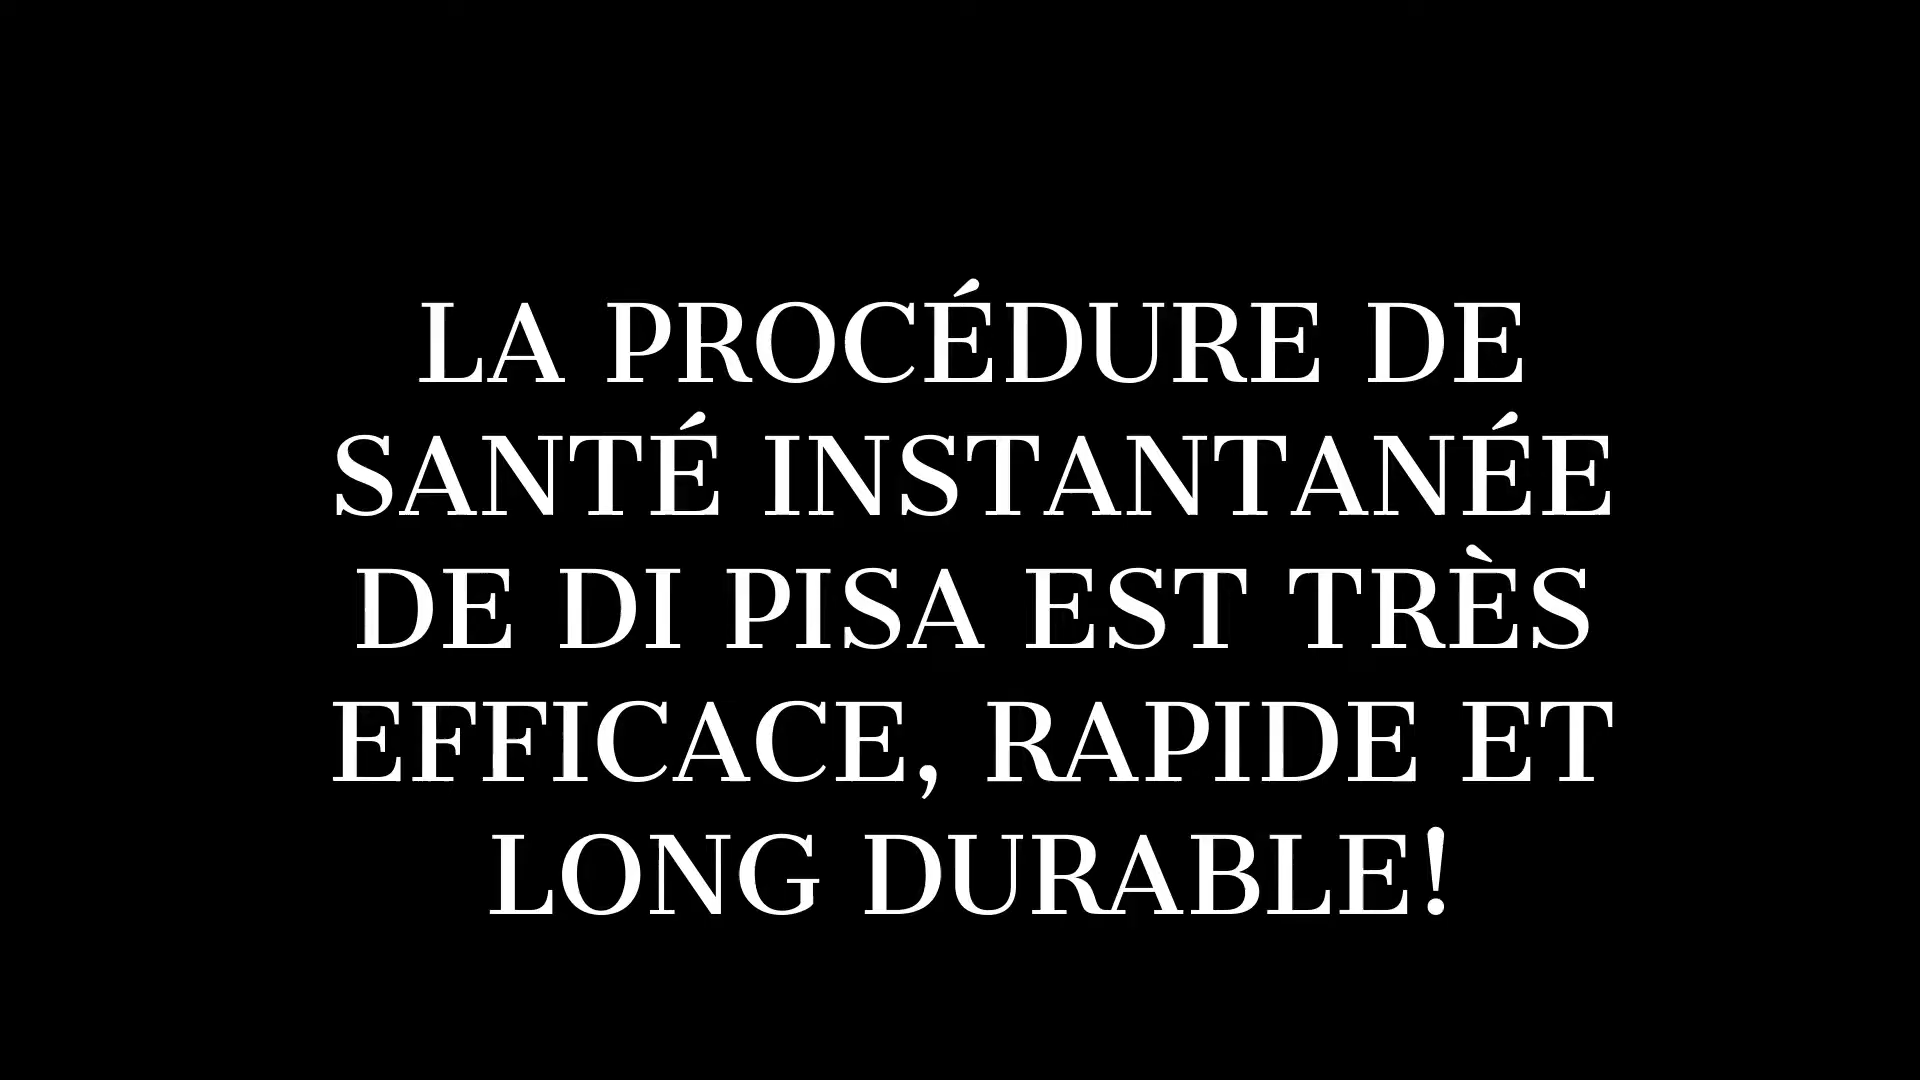 LA PROCÉDURE DE
SANTÉ INSTANTANÉE
DE DI PISA EST TRÈS
EFFICACE, RAPIDE ET
LONG DURABLE!